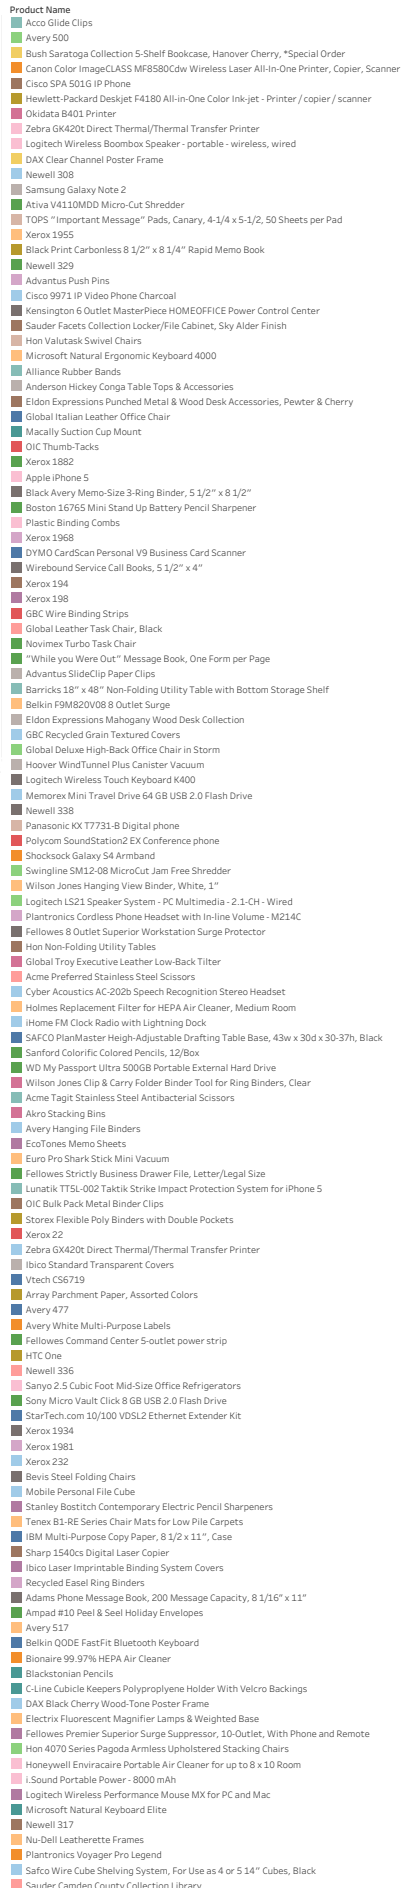 Product Name
Acco Glide Clips
Avery 500
Bush Saratoga Collection 5-Shelf Bookcase, Hanover Cherry, *Special Order
Canon Color ImageCLASS MF8580Cdw Wireless Laser All-In-One Printer, Copier, Scanner
Cisco SPA 501G IP Phone
Hewlett-Packard Deskjet F4180 All-in-One Color Ink-jet - Printer / copier / scanner
Okidata B401 Printer
Zebra GK420t Direct Thermal/Thermal Transfer Printer
Logitech Wireless Boombox Speaker - portable - wireless, wired
DAX Clear Channel Poster Frame
Newell 308
Samsung Galaxy Note 2
Ativa V4110MDD Micro-Cut Shredder
TOPS "Important Message" Pads, Canary, 4-1/4 x 5-1/2, 50 Sheets per Pad
Xerox 1955
Black Print Carbonless 8 1/2" x 8 1/4" Rapid Memo Book
Newell 329
Advantus Push Pins
Cisco 9971 IP Video Phone Charcoal
Kensington 6 Outlet MasterPiece HOMEOFFICE Power Control Center
Sauder Facets Collection Locker/File Cabinet, Sky Alder Finish
Hon Valutask Swivel Chairs
Microsoft Natural Ergonomic Keyboard 4000
Alliance Rubber Bands
Anderson Hickey Conga Table Tops & Accessories
Eldon Expressions Punched Metal & Wood Desk Accessories, Pewter & Cherry
Global Italian Leather Office Chair
Macally Suction Cup Mount
OIC Thumb-Tacks
Xerox 1882
Apple iPhone 5
Black Avery Memo-Size 3-Ring Binder, 5 1/2" x 8 1/2"
Boston 16765 Mini Stand Up Battery Pencil Sharpener
Plastic Binding Combs
Xerox 1968
DYMO CardScan Personal V9 Business Card Scanner
Wirebound Service Call Books, 5 1/2" x 4"
Xerox 194
Xerox 198
GBC Wire Binding Strips
Global Leather Task Chair, Black
Novimex Turbo Task Chair
"While you Were Out" Message Book, One Form per Page
Advantus SlideClip Paper Clips
Barricks 18" x 48" Non-Folding Utility Table with Bottom Storage Shelf
Belkin F9M820V08 8 Outlet Surge
Eldon Expressions Mahogany Wood Desk Collection
GBC Recycled Grain Textured Covers
Global Deluxe High-Back Office Chair in Storm
Hoover WindTunnel Plus Canister Vacuum
Logitech Wireless Touch Keyboard K400
Memorex Mini Travel Drive 64 GB USB 2.0 Flash Drive
Newell 338
Panasonic KX T7731-B Digital phone
Polycom SoundStation2 EX Conference phone
Shocksock Galaxy S4 Armband
Swingline SM12-08 MicroCut Jam Free Shredder
Wilson Jones Hanging View Binder, White, 1"
Logitech LS21 Speaker System - PC Multimedia - 2.1-CH - Wired
Plantronics Cordless Phone Headset with In-line Volume - M214C
Fellowes 8 Outlet Superior Workstation Surge Protector
Hon Non-Folding Utility Tables
Global Troy Executive Leather Low-Back Tilter
Acme Preferred Stainless Steel Scissors
Cyber Acoustics AC-202b Speech Recognition Stereo Headset
Holmes Replacement Filter for HEPA Air Cleaner, Medium Room
iHome FM Clock Radio with Lightning Dock
SAFCO PlanMaster Heigh-Adjustable Drafting Table Base, 43w x 30d x 30-37h, Black
Sanford Colorific Colored Pencils, 12/Box
WD My Passport Ultra 500GB Portable External Hard Drive
Wilson Jones Clip & Carry Folder Binder Tool for Ring Binders, Clear
Acme Tagit Stainless Steel Antibacterial Scissors
Akro Stacking Bins
Avery Hanging File Binders
EcoTones Memo Sheets
Euro Pro Shark Stick Mini Vacuum
Fellowes Strictly Business Drawer File, Letter/Legal Size
Lunatik TT5L-002 Taktik Strike Impact Protection System for iPhone 5
OIC Bulk Pack Metal Binder Clips
Storex Flexible Poly Binders with Double Pockets
Xerox 22
Zebra GX420t Direct Thermal/Thermal Transfer Printer
Ibico Standard Transparent Covers
Vtech CS6719
Array Parchment Paper, Assorted Colors
Avery 477
Avery White Multi-Purpose Labels
Fellowes Command Center 5-outlet power strip
HTC One
Newell 336
Sanyo 2.5 Cubic Foot Mid-Size Office Refrigerators
Sony Micro Vault Click 8 GB USB 2.0 Flash Drive
StarTech.com 10/100 VDSL2 Ethernet Extender Kit
Xerox 1934
Xerox 1981
Xerox 232
Bevis Steel Folding Chairs
Mobile Personal File Cube
Stanley Bostitch Contemporary Electric Pencil Sharpeners
Tenex B1-RE Series Chair Mats for Low Pile Carpets
IBM Multi-Purpose Copy Paper, 8 1/2 x 11", Case
Sharp 1540cs Digital Laser Copier
Ibico Laser Imprintable Binding System Covers
Recycled Easel Ring Binders
Adams Phone Message Book, 200 Message Capacity, 8 1/16" x 11"
Ampad #10 Peel & Seel Holiday Envelopes
Avery 517
Belkin QODE FastFit Bluetooth Keyboard
Bionaire 99.97% HEPA Air Cleaner
Blackstonian Pencils
C-Line Cubicle Keepers Polyproplyene Holder With Velcro Backings
DAX Black Cherry Wood-Tone Poster Frame
Electrix Fluorescent Magnifier Lamps & Weighted Base
Fellowes Premier Superior Surge Suppressor, 10-Outlet, With Phone and Remote
Hon 4070 Series Pagoda Armless Upholstered Stacking Chairs
Honeywell Enviracaire Portable Air Cleaner for up to 8 x 10 Room
i.Sound Portable Power - 8000 mAh
Logitech Wireless Performance Mouse MX for PC and Mac
Microsoft Natural Keyboard Elite
Newell 317
Nu-Dell Leatherette Frames
Plantronics Voyager Pro Legend
Safco Wire Cube Shelving System, For Use as 4 or 5 14" Cubes, Black
Sauder Camden County Collection Library